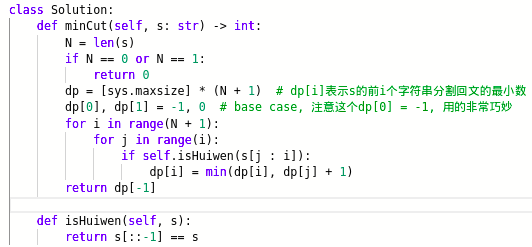 class Solution:
    def minCut(self, s: str) -> int:
        N = len(s)
        if N == 0 or N == 1:
            return 0
        dp = [sys.maxsize] * (N + 1)  # dp[i]表示s的前i个字符串分割回文的最小数
        dp[0], dp[1] = -1, 0  # base case, 注意这个dp[0] = -1, 用的非常巧妙
        for i in range(N + 1):
            for j in range(i):
                if self.isHuiwen(s[j : i]):
                    dp[i] = min(dp[i], dp[j] + 1)
        return dp[-1]
    def isHuiwen(self, s):
        return s[::-1] == s